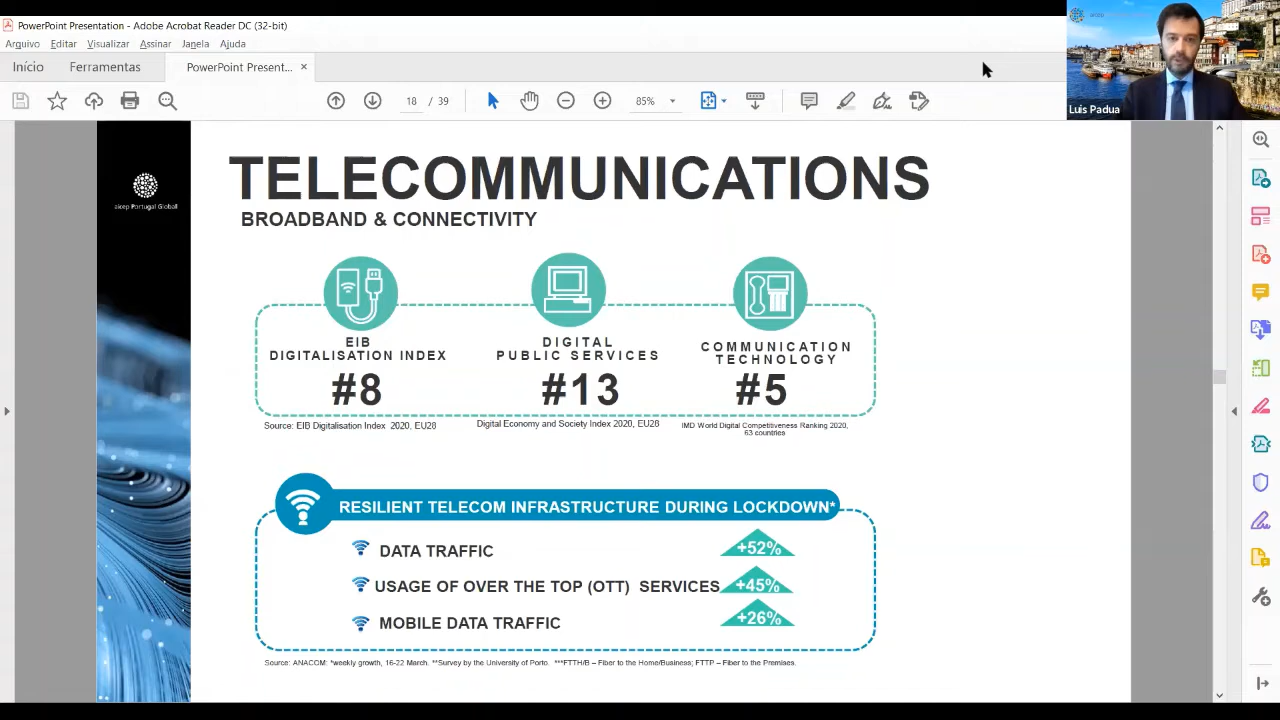 PowerPoint Presentation - Adobe Acrobat Reader DC (32-bit)
Arquivo Editar Visualizar Assinar Janela Ajuda
Início Ferramentas PowerPoint Present... ×
18 / 39 85%
Luis Padua
aicep Portugal Global
TELECOMMUNICATIONS
BROADBAND & CONNECTIVITY
EIB
DIGITALISATION INDEX
#8
Source: EIB Digitalisation Index 2020, EU28
DIGITAL
PUBLIC SERVICES
#13
Digital Economy and Society Index 2020, EU28
COMMUNICATION
TECHNOLOGY
#5
IMD World Digital Competitiveness Ranking 2020,
63 countries
RESILIENT TELECOM INFRASTRUCTURE DURING LOCKDOWN*
DATA TRAFFIC +52%
USAGE OF OVER THE TOP (OTT) SERVICES +45%
MOBILE DATA TRAFFIC +26%
Source: ANACOM: *weekly growth, 16-22 March. **Survey by the University of Porto. ***FTTH/B – Fiber to the Home/Business; FTTP – Fiber to the Premises.